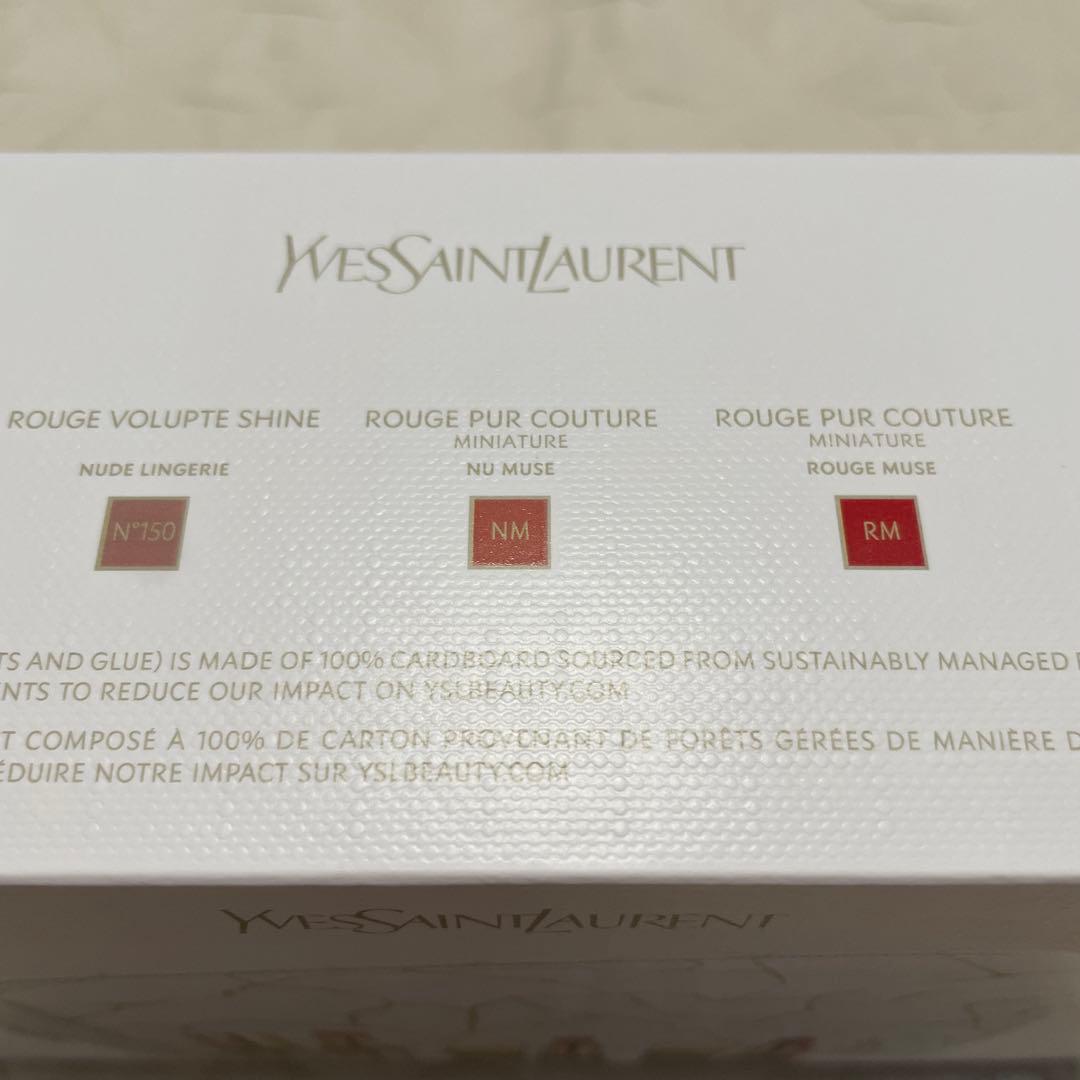 YVESSAINTLAURENT
ROUGE VOLUPTE SHINE
NUDE LINGERIE
N°150
ROUGE PUR COUTURE
MINIATURE
NU MUSE
NM
ROUGE PUR COUTURE
MINIATURE
ROUGE MUSE
RM
TS AND GLUE) IS MADE OF 100% CARDBOARD SOURCED FROM SUSTAINABLY MANAGED
ENTS TO REDUCE OUR IMPACT ON YSLBEAUTY.COM
T COMPOSÉ À 100% DE CARTON PROVENANT DE FORÊTS GÉRÉES DE MANIÈRE D
ÉDUIRE NOTRE IMPACT SUR YSLBEAUTY.COM
YVESSAINTLAURENT